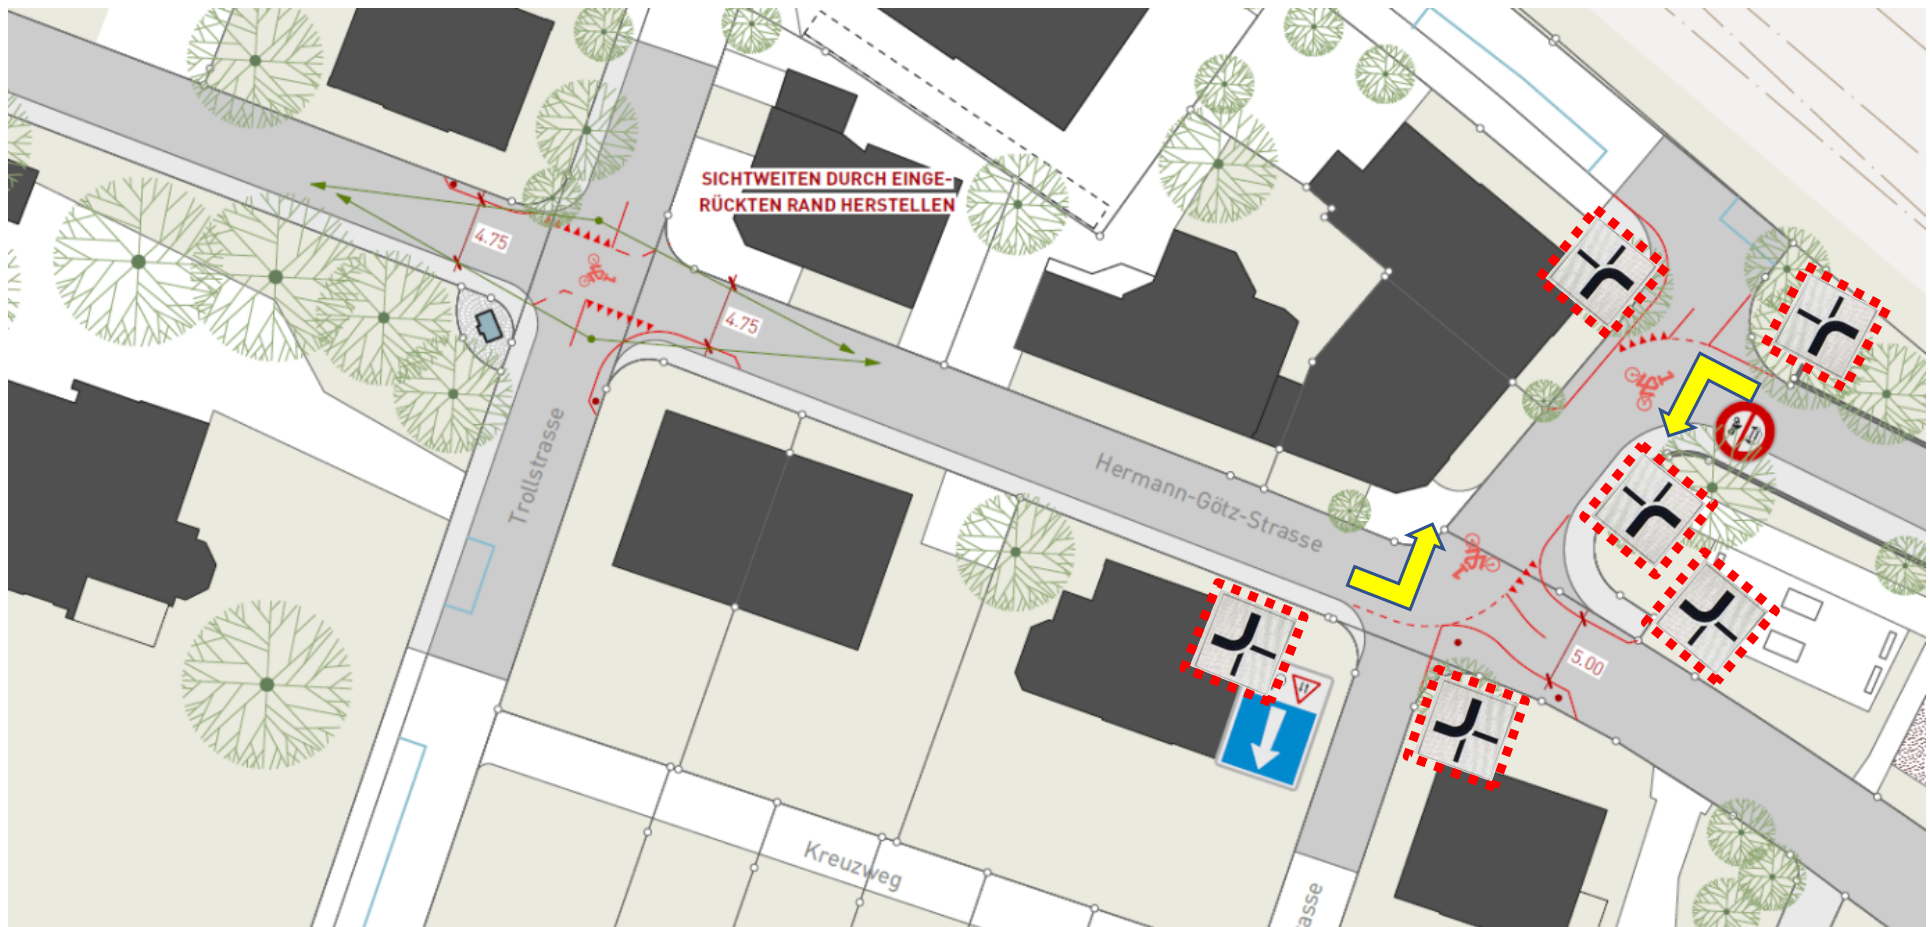 SICHTWEITEN DURCH EINGE-
RÜCKTEN RAND HERSTELLEN
4.75
4.75
Trollstrasse
Hermann-Götz-Strasse
5.00
Kreuzweg
asse